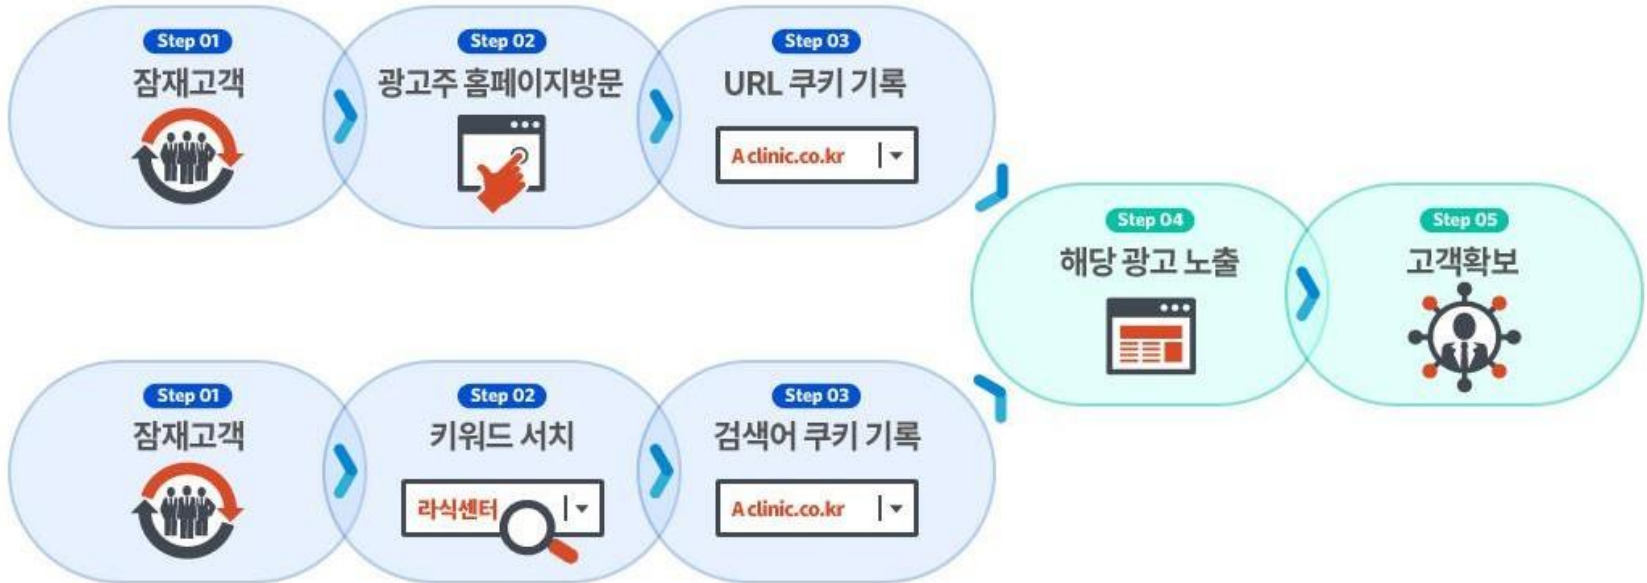 Step 01
잠재고객
Step 02
광고주 홈페이지방문
Step 03
URL 쿠키 기록
A clinic.co.kr
Step 04
해당 광고 노출
Step 05
고객확보
Step 01
잠재고객
Step 02
키워드 서치
라식센터
Step 03
검색어 쿠키 기록
A clinic.co.kr